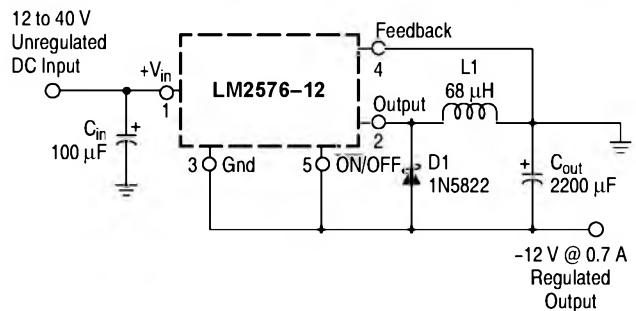 12 to 40 V
Unregulated
DC Input
+Vin
1
Cin
100 µF
+
LM2576–12
Feedback
4
Output
2
3
Gnd
5
ON/OFF
L1
68 µH
D1
1N5822
+
Cout
2200 µF
–12 V @ 0.7 A
Regulated
Output